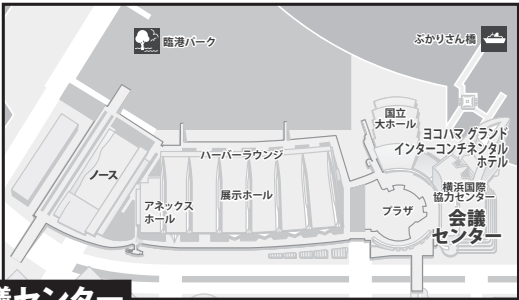 臨港パーク
ぷかりさん橋
国立
大ホール
ヨコハマ グランド
インターコンチネンタル
ホテル
ハーバーラウンジ
ノース
アネックス
ホール
展示ホール
プラザ
横浜国際
協力センター
会議
センター
議センター